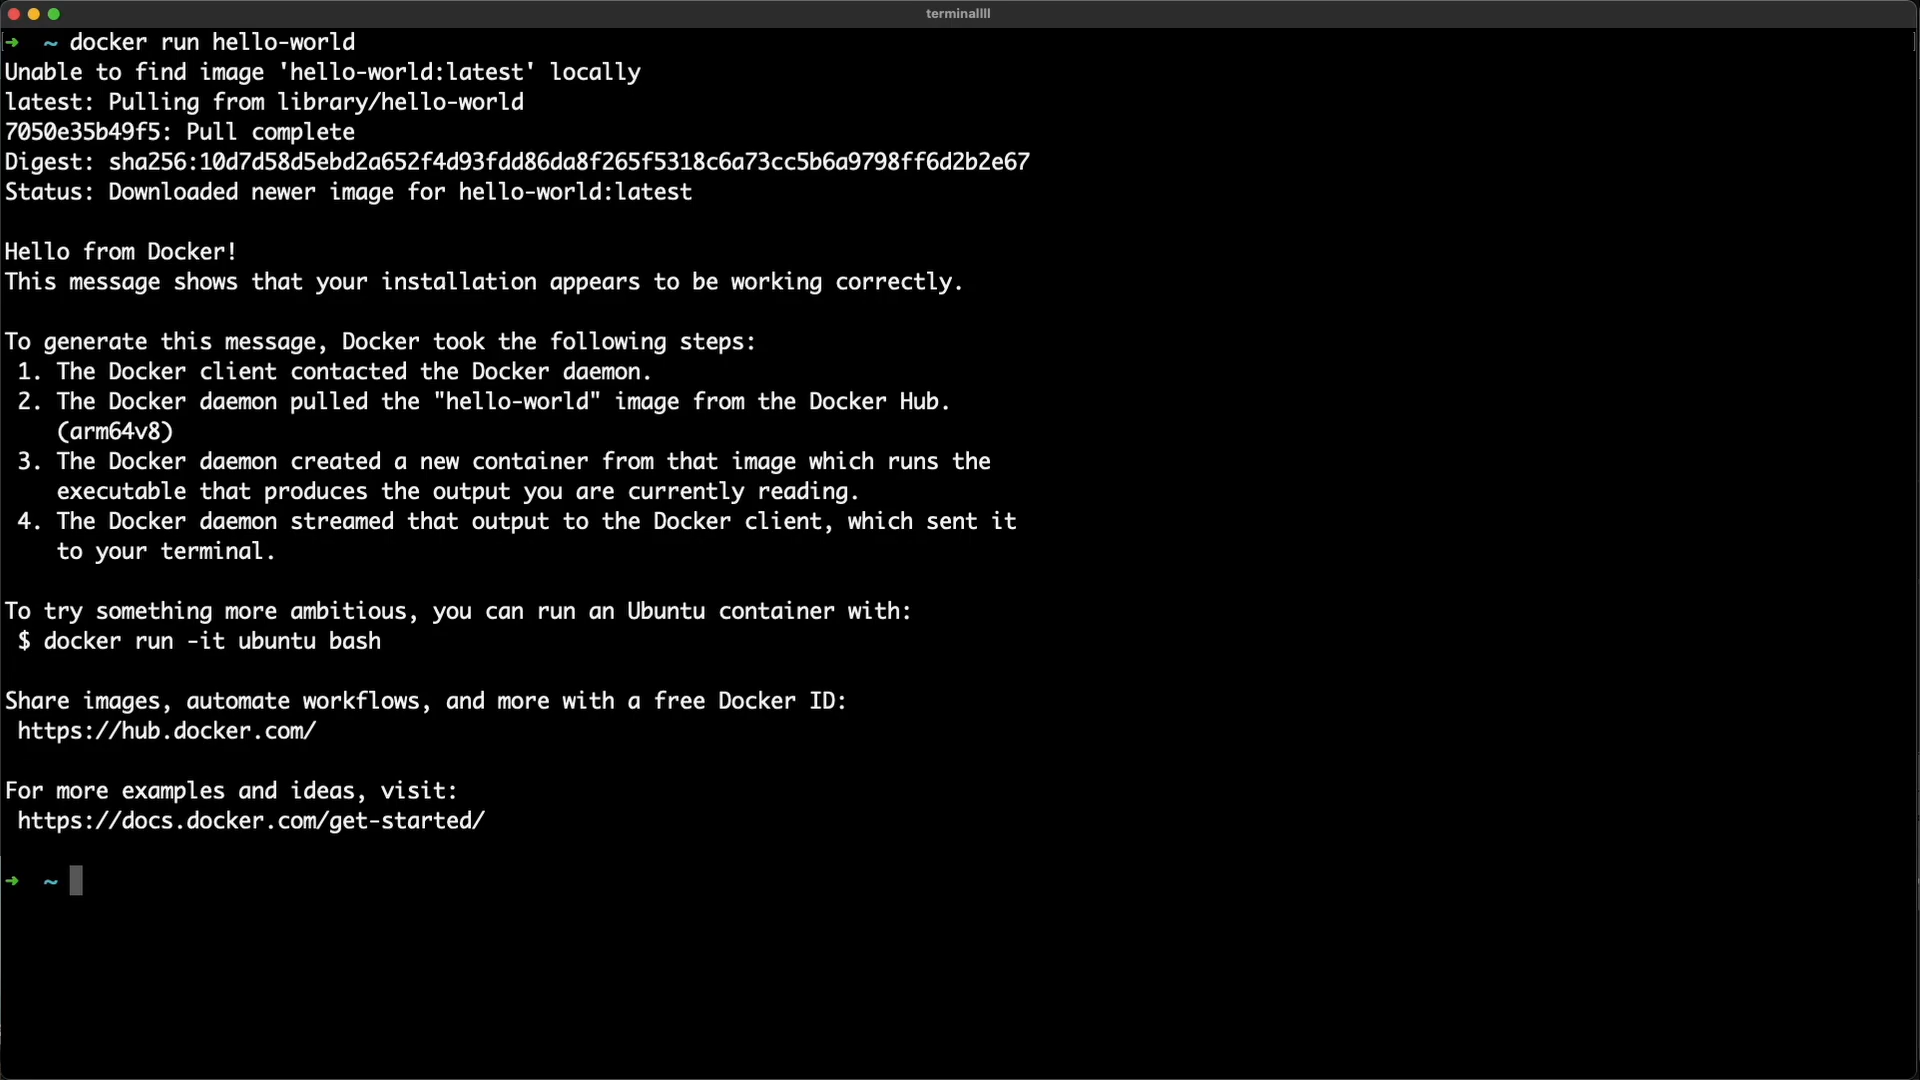 terminallll
➜  ~ docker run hello-world
Unable to find image 'hello-world:latest' locally
latest: Pulling from library/hello-world
7050e35b49f5: Pull complete
Digest: sha256:10d7d58d5ebd2a652f4d93fdd86da8f265f5318c6a73cc5b6a9798ff6d2b2e67
Status: Downloaded newer image for hello-world:latest

Hello from Docker!
This message shows that your installation appears to be working correctly.

To generate this message, Docker took the following steps:
 1. The Docker client contacted the Docker daemon.
 2. The Docker daemon pulled the "hello-world" image from the Docker Hub.
    (arm64v8)
 3. The Docker daemon created a new container from that image which runs the
    executable that produces the output you are currently reading.
 4. The Docker daemon streamed that output to the Docker client, which sent it
    to your terminal.

To try something more ambitious, you can run an Ubuntu container with:
 $ docker run -it ubuntu bash

Share images, automate workflows, and more with a free Docker ID:
 https://hub.docker.com/

For more examples and ideas, visit:
 https://docs.docker.com/get-started/

➜  ~